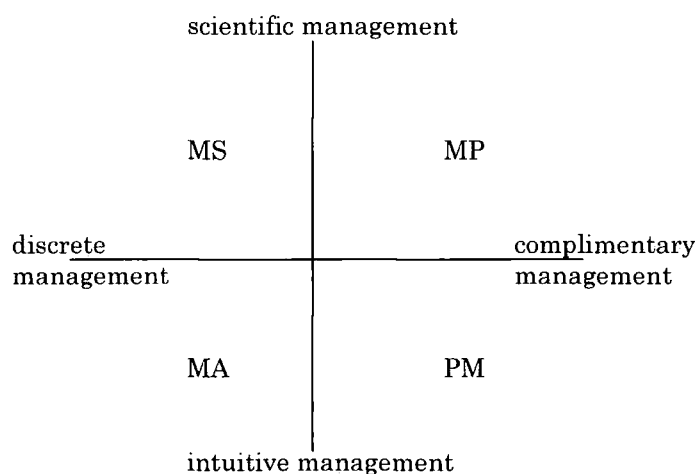 scientific management
MS MP
discrete complimentary
management management
MA PM
intuitive management